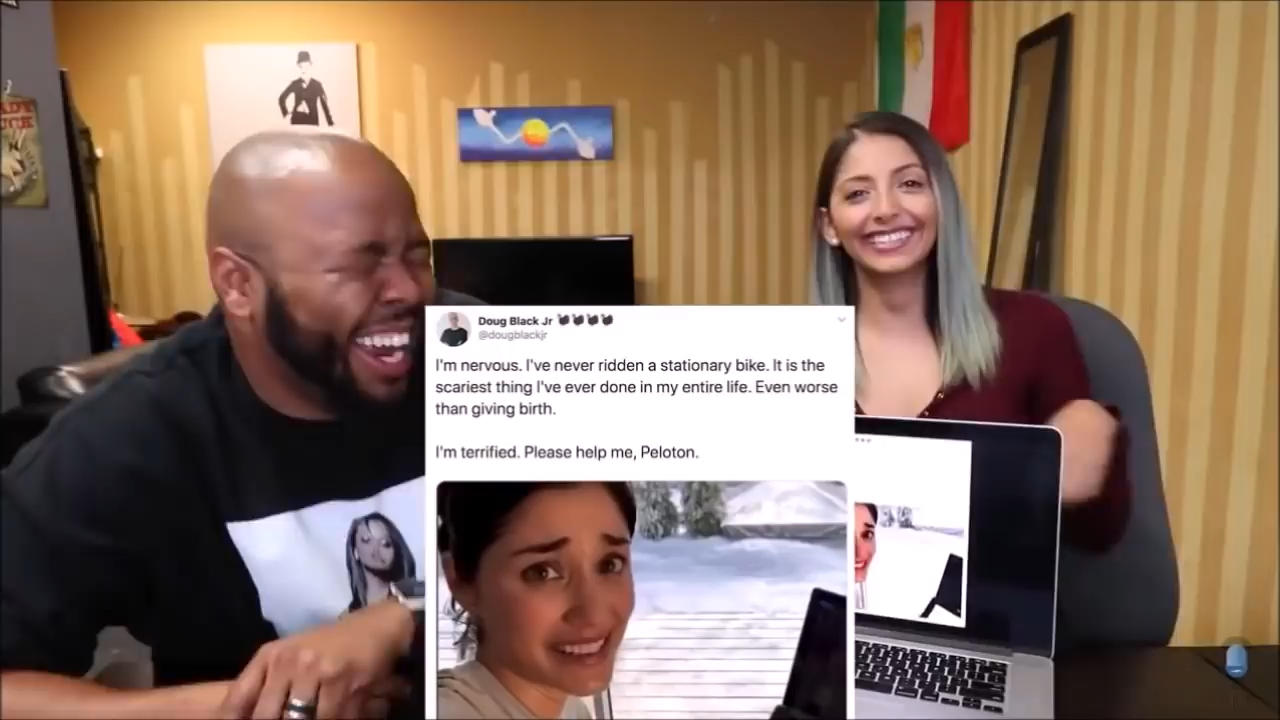 Doug Black Jr
@dougblackjr
I'm nervous. I've never ridden a stationary bike. It is the
scariest thing I've ever done in my entire life. Even worse
than giving birth.
I'm terrified. Please help me, Peloton.